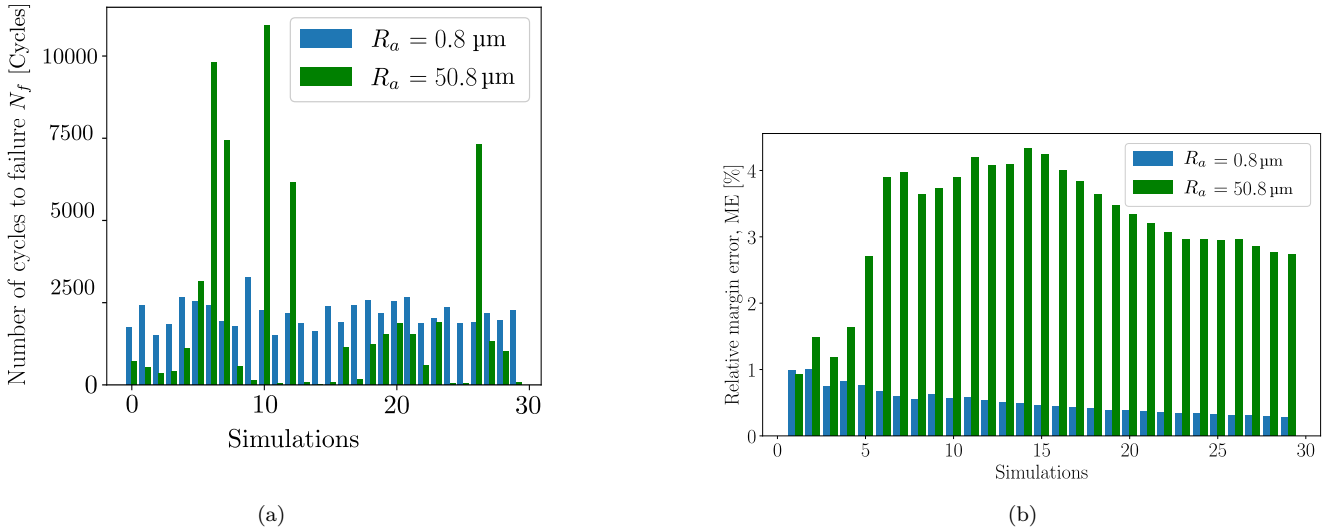 Number of cycles to failure N_f [Cycles]
10000
7500
5000
2500
0
R_a = 0.8 µm
R_a = 50.8 µm
0 10 20 30
Simulations
(a)
Relative margin error, ME [%]
4
3
2
1
0
R_a = 0.8 µm
R_a = 50.8 µm
0 5 10 15 20 25 30
Simulations
(b)